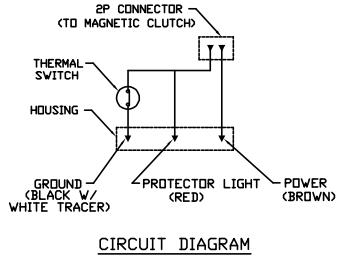 2P CONNECTOR
(TO MAGNETIC CLUTCH)
THERMAL
SWITCH
HOUSING
GROUND
(BLACK W/
WHITE TRACER)
PROTECTOR LIGHT
(RED)
POWER
(BROWN)
CIRCUIT DIAGRAM